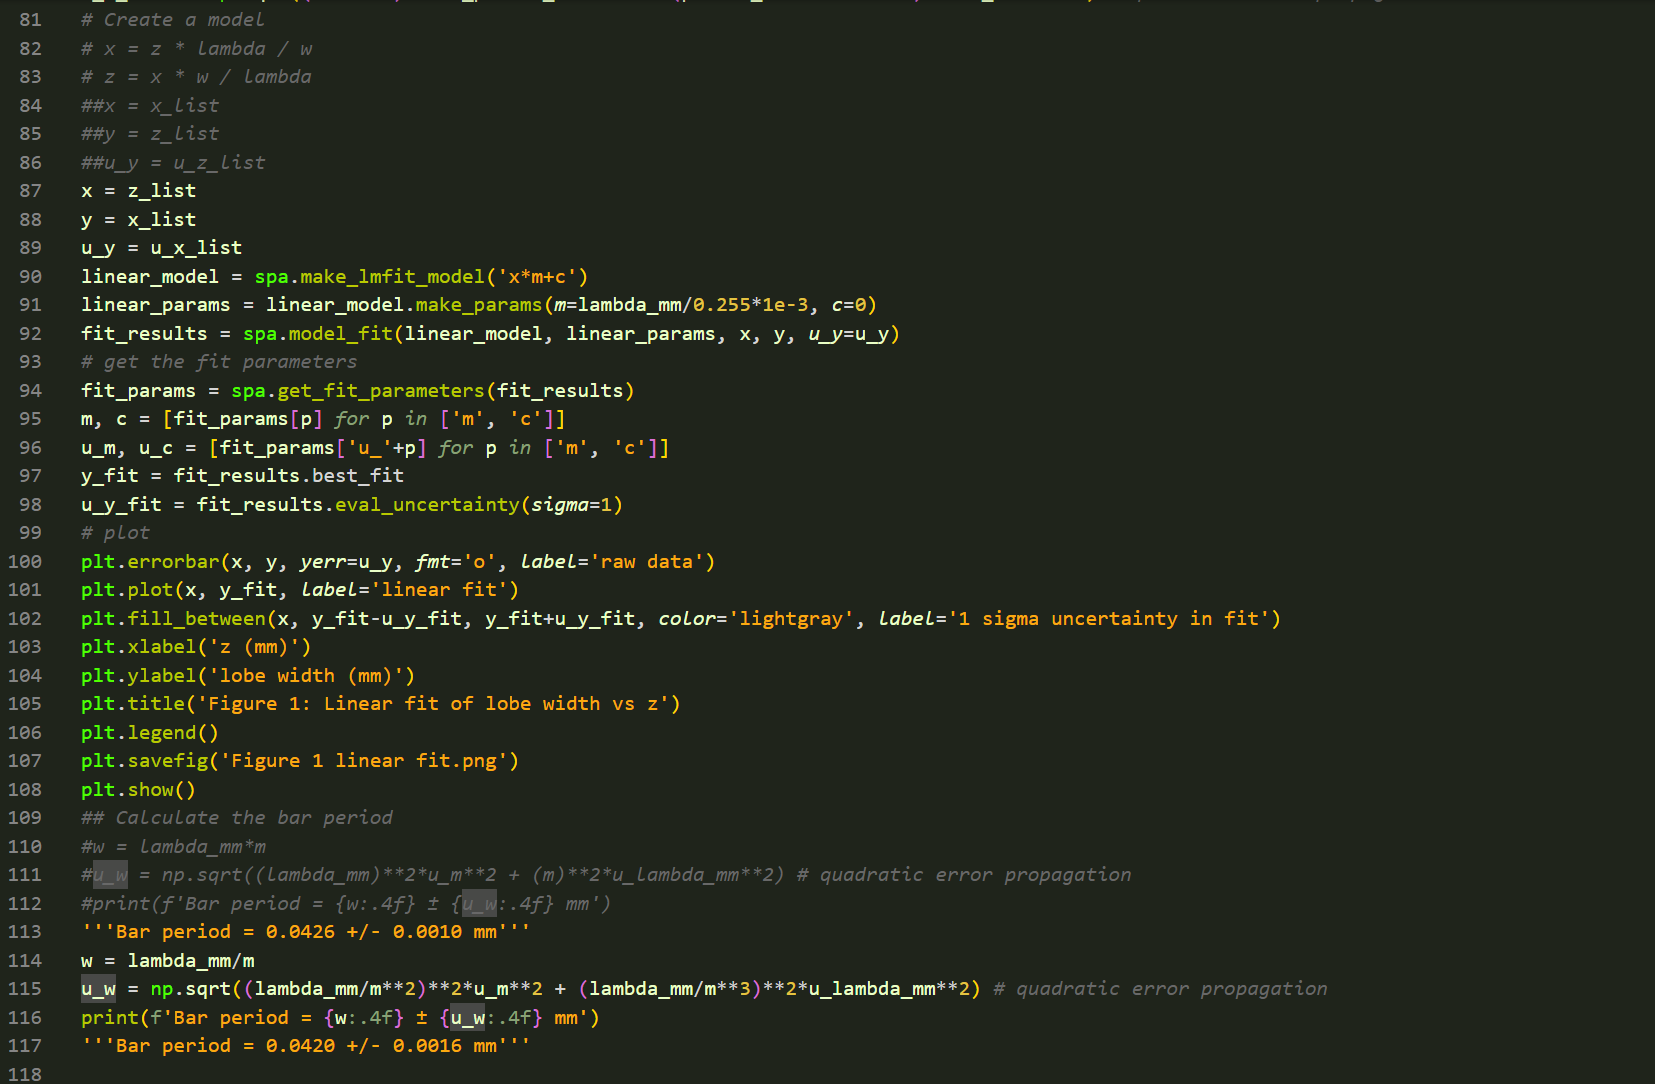 81 # Create a model
82 # x = z * lambda / w
83 # z = x * w / lambda
84 ##x = x_list
85 ##y = z_list
86 ##u_y = u_z_list
87 x = z_list
88 y = x_list
89 u_y = u_x_list
90 linear_model = spa.make_lmfit_model('x*m+c')
91 linear_params = linear_model.make_params(m=lambda_mm/0.255*1e-3, c=0)
92 fit_results = spa.model_fit(linear_model, linear_params, x, y, u_y=u_y)
93 # get the fit parameters
94 fit_params = spa.get_fit_parameters(fit_results)
95 m, c = [fit_params[p] for p in ['m', 'c']]
96 u_m, u_c = [fit_params['u_'+p] for p in ['m', 'c']]
97 y_fit = fit_results.best_fit
98 u_y_fit = fit_results.eval_uncertainty(sigma=1)
99 # plot
100 plt.errorbar(x, y, yerr=u_y, fmt='o', label='raw data')
101 plt.plot(x, y_fit, label='linear fit')
102 plt.fill_between(x, y_fit-u_y_fit, y_fit+u_y_fit, color='lightgray', label='1 sigma uncertainty in fit')
103 plt.xlabel('z (mm)')
104 plt.ylabel('lobe width (mm)')
105 plt.title('Figure 1: Linear fit of lobe width vs z')
106 plt.legend()
107 plt.savefig('Figure 1 linear fit.png')
108 plt.show()
109 ## Calculate the bar period
110 #w = lambda_mm*m
111 #u_w = np.sqrt((lambda_mm)**2*u_m**2 + (m)**2*u_lambda_mm**2) # quadratic error propagation
112 #print(f'Bar period = {w:.4f} ± {u_w:.4f} mm')
113 '''Bar period = 0.0426 +/- 0.0010 mm'''
114 w = lambda_mm/m
115 u_w = np.sqrt((lambda_mm/m**2)**2*u_m**2 + (lambda_mm/m**3)**2*u_lambda_mm**2) # quadratic error propagation
116 print(f'Bar period = {w:.4f} ± {u_w:.4f} mm')
117 '''Bar period = 0.0420 +/- 0.0016 mm'''
118